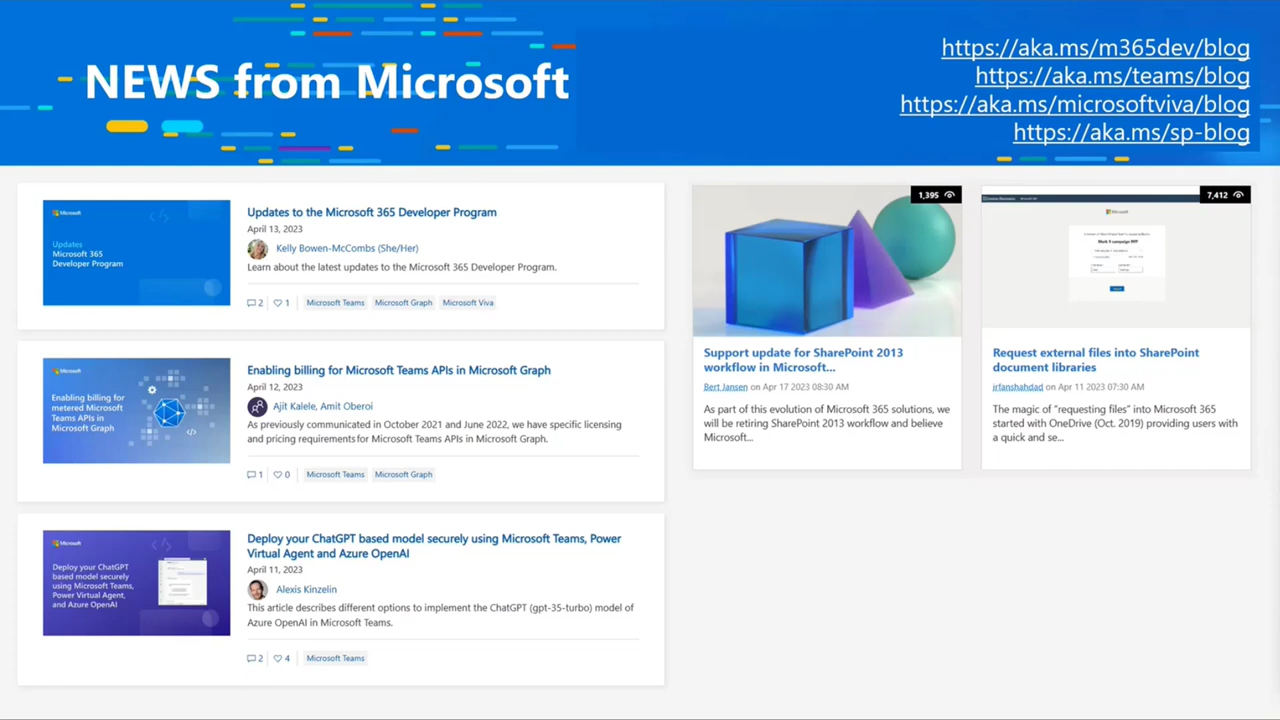 NEWS from Microsoft
https://aka.ms/m365dev/blog
https://aka.ms/teams/blog
https://aka.ms/microsoftviva/blog
https://aka.ms/sp-blog
Microsoft
Updates
Microsoft 365
Developer Program
Updates to the Microsoft 365 Developer Program
April 13, 2023
Kelly Bowen-McCombs (She/Her)
Learn about the latest updates to the Microsoft 365 Developer Program.
2 1 Microsoft Teams Microsoft Graph Microsoft Viva
Microsoft
Enabling billing for
metered Microsoft
Teams APIs in
Microsoft Graph
Enabling billing for Microsoft Teams APIs in Microsoft Graph
April 12, 2023
Ajit Kalele, Amit Oberoi
As previously communicated in October 2021 and June 2022, we have specific licensing
and pricing requirements for Microsoft Teams APIs in Microsoft Graph.
1 0 Microsoft Teams Microsoft Graph
Microsoft
Deploy your ChatGPT
based model securely
using Microsoft Teams,
Power Virtual Agent,
and Azure OpenAI
Deploy your ChatGPT based model securely using Microsoft Teams, Power
Virtual Agent and Azure OpenAI
April 11, 2023
Alexis Kinzelin
This article describes different options to implement the ChatGPT (gpt-35-turbo) model of
Azure OpenAI in Microsoft Teams.
2 4 Microsoft Teams
1,395
Support update for SharePoint 2013
workflow in Microsoft...
Bert Jansen on Apr 17 2023 08:30 AM
As part of this evolution of Microsoft 365 solutions, we
will be retiring SharePoint 2013 workflow and believe
Microsoft...
7,412
Microsoft
Request external files into SharePoint
document libraries
irfanshahdad on Apr 11 2023 07:30 AM
The magic of “requesting files” into Microsoft 365
started with OneDrive (Oct. 2019) providing users with
a quick and se...